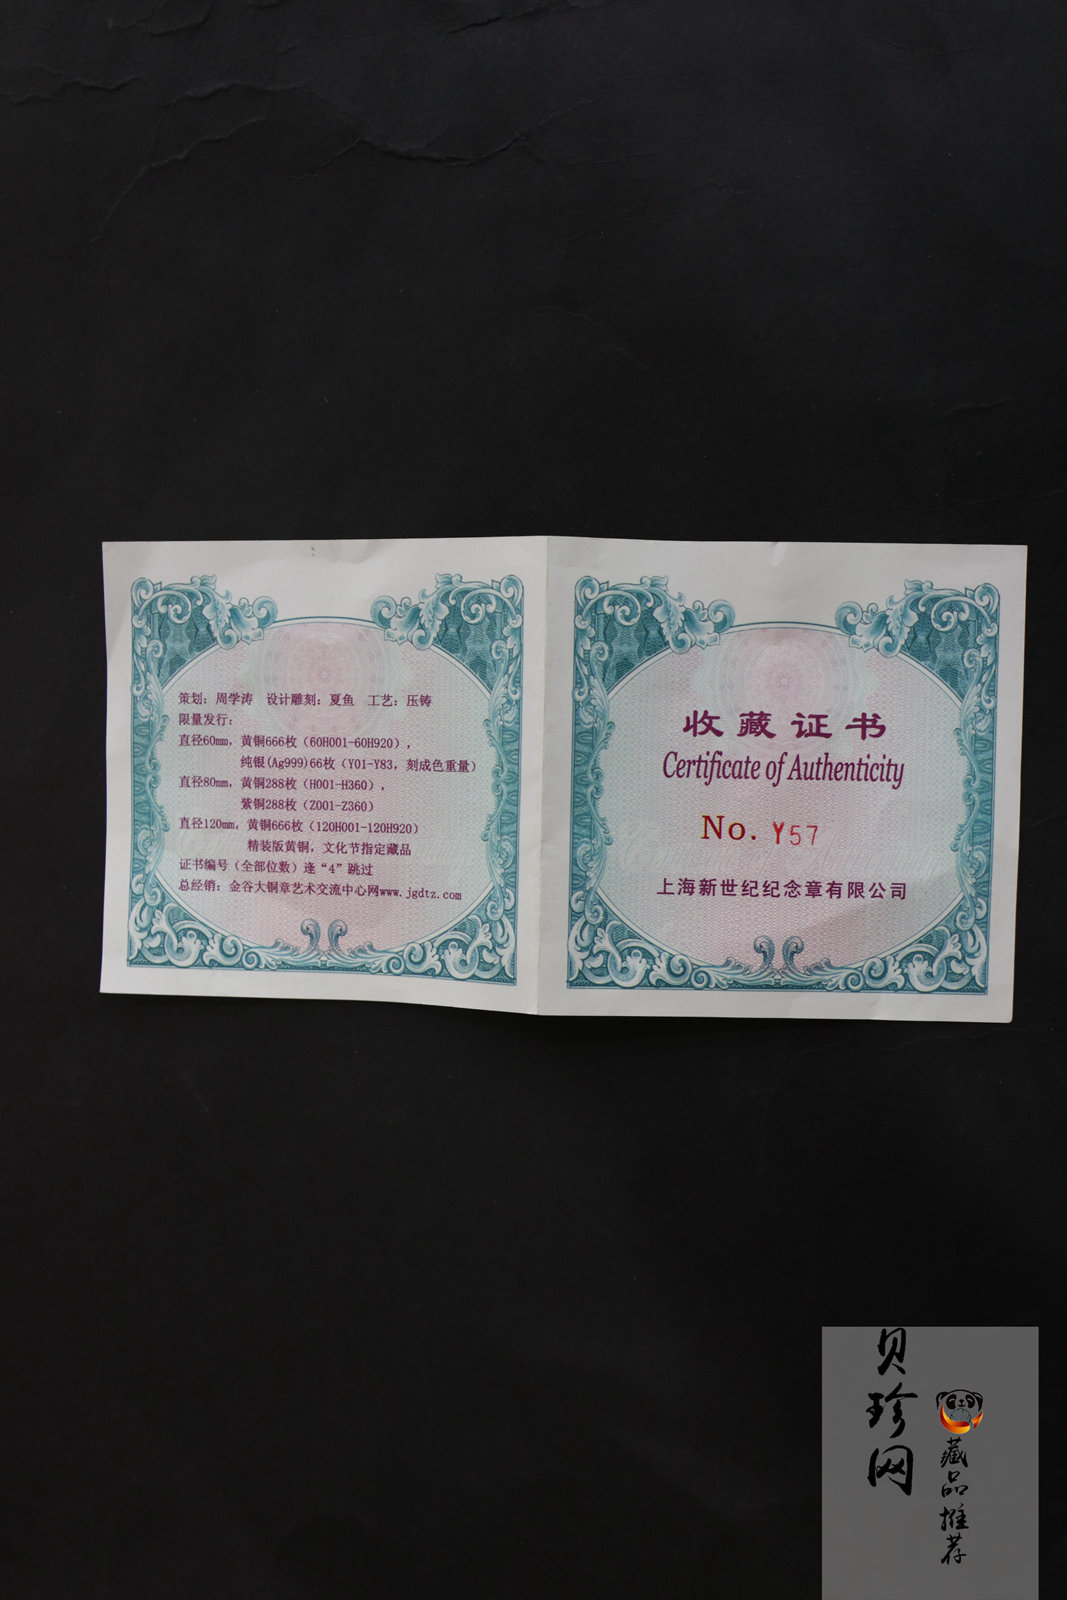 策划：周学涛　设计雕刻：夏鱼　工艺：压铸
限量发行：
直径60mm，黄铜666枚（60H001-60H920），
纯银(Ag999)66枚（Y01-Y83，刻成色重量）
直径80mm，黄铜288枚（H001-H360），
紫铜288枚（Z001-Z360）
直径120mm，黄铜666枚（120H001-120H920）
精装版黄铜，文化节指定藏品
证书编号（全部位数）逢“4”跳过
总经销：金谷大铜章艺术交流中心网www.jgdtz.com
收藏证书
Certificate of Authenticity
No. Y57
上海新世纪纪念章有限公司
贝珍网
藏品推荐